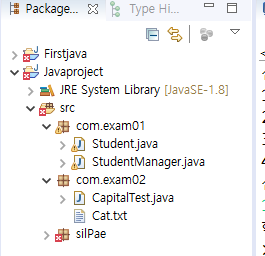 Package...
Type Hi...
Firstjava
Javaproject
JRE System Library [JavaSE-1.8]
src
com.exam01
Student.java
StudentManager.java
com.exam02
CapitalTest.java
Cat.txt
silPae